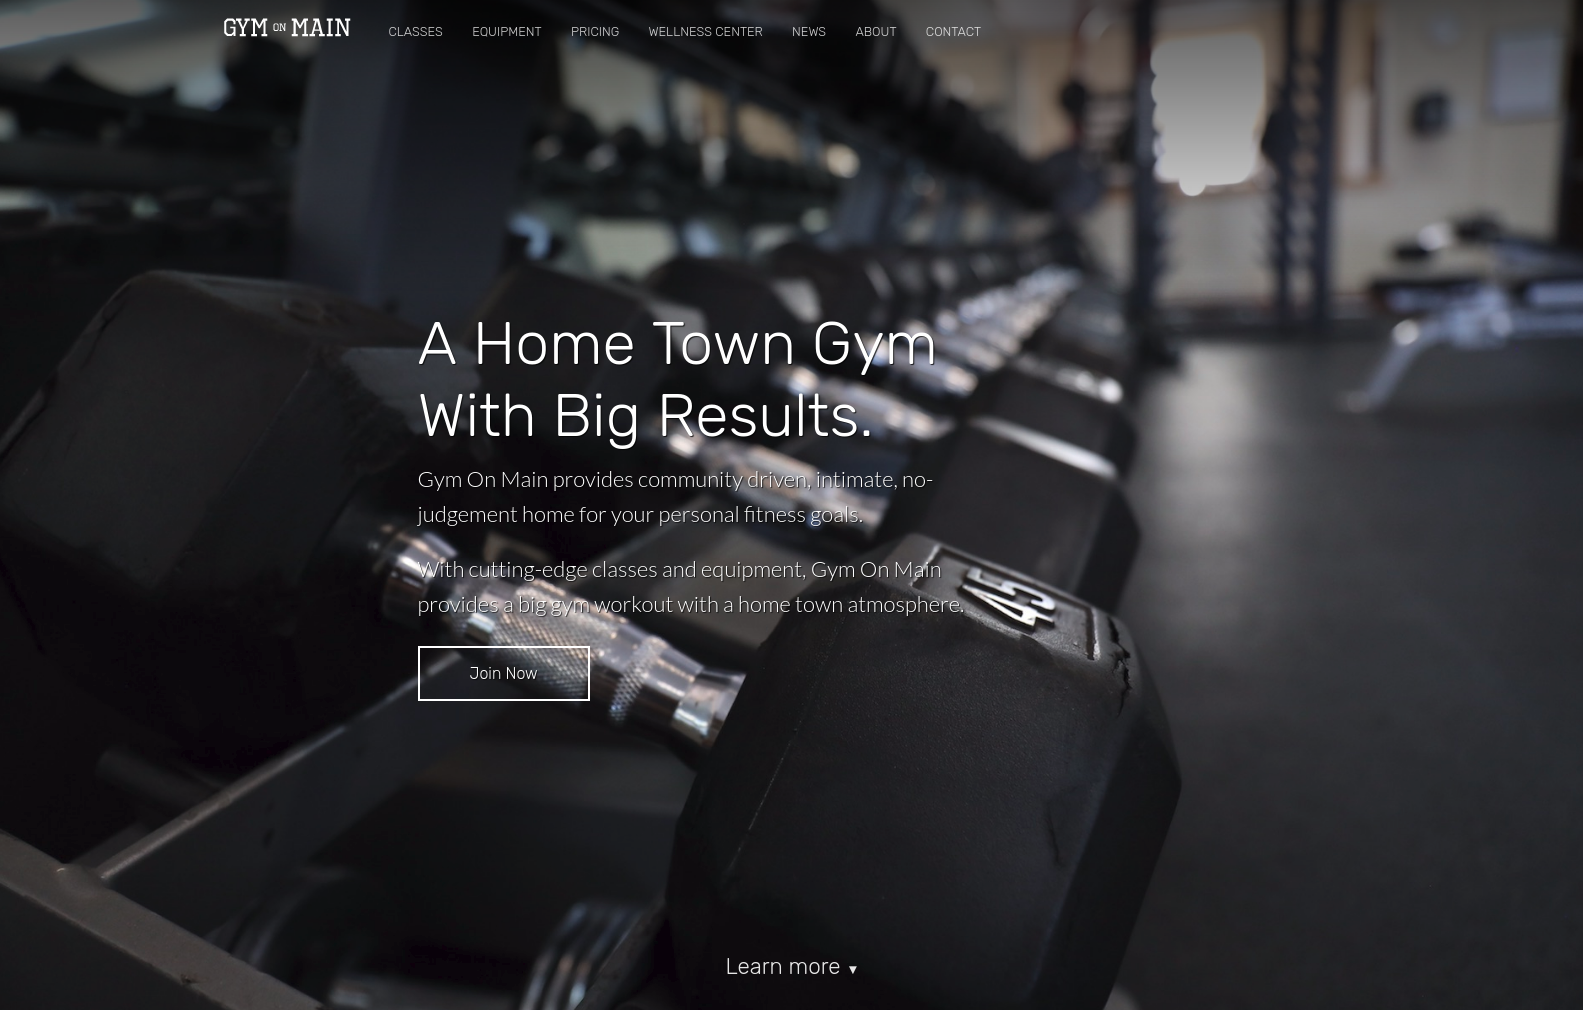 GYM ON MAIN
CLASSES
EQUIPMENT
PRICING
WELLNESS CENTER
NEWS
ABOUT
CONTACT
A Home Town Gym
With Big Results.
Gym On Main provides community driven, intimate, no-
judgement home for your personal fitness goals.
With cutting-edge classes and equipment, Gym On Main
provides a big gym workout with a home town atmosphere.
45
Join Now
Learn more ▼